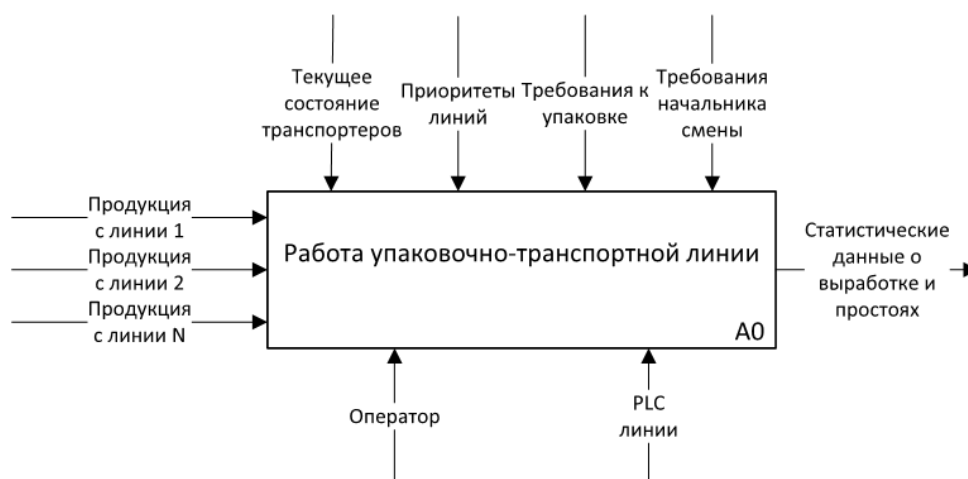 Текущее
состояние
транспортеров
Приоритеты
линий
Требования к
упаковке
Требования
начальника
смены
Продукция
с линии 1
Продукция
с линии 2
Продукция
с линии N
Работа упаковочно-транспортной линии
A0
Статистические
данные о
выработке и
простоях
Оператор
PLC
линии